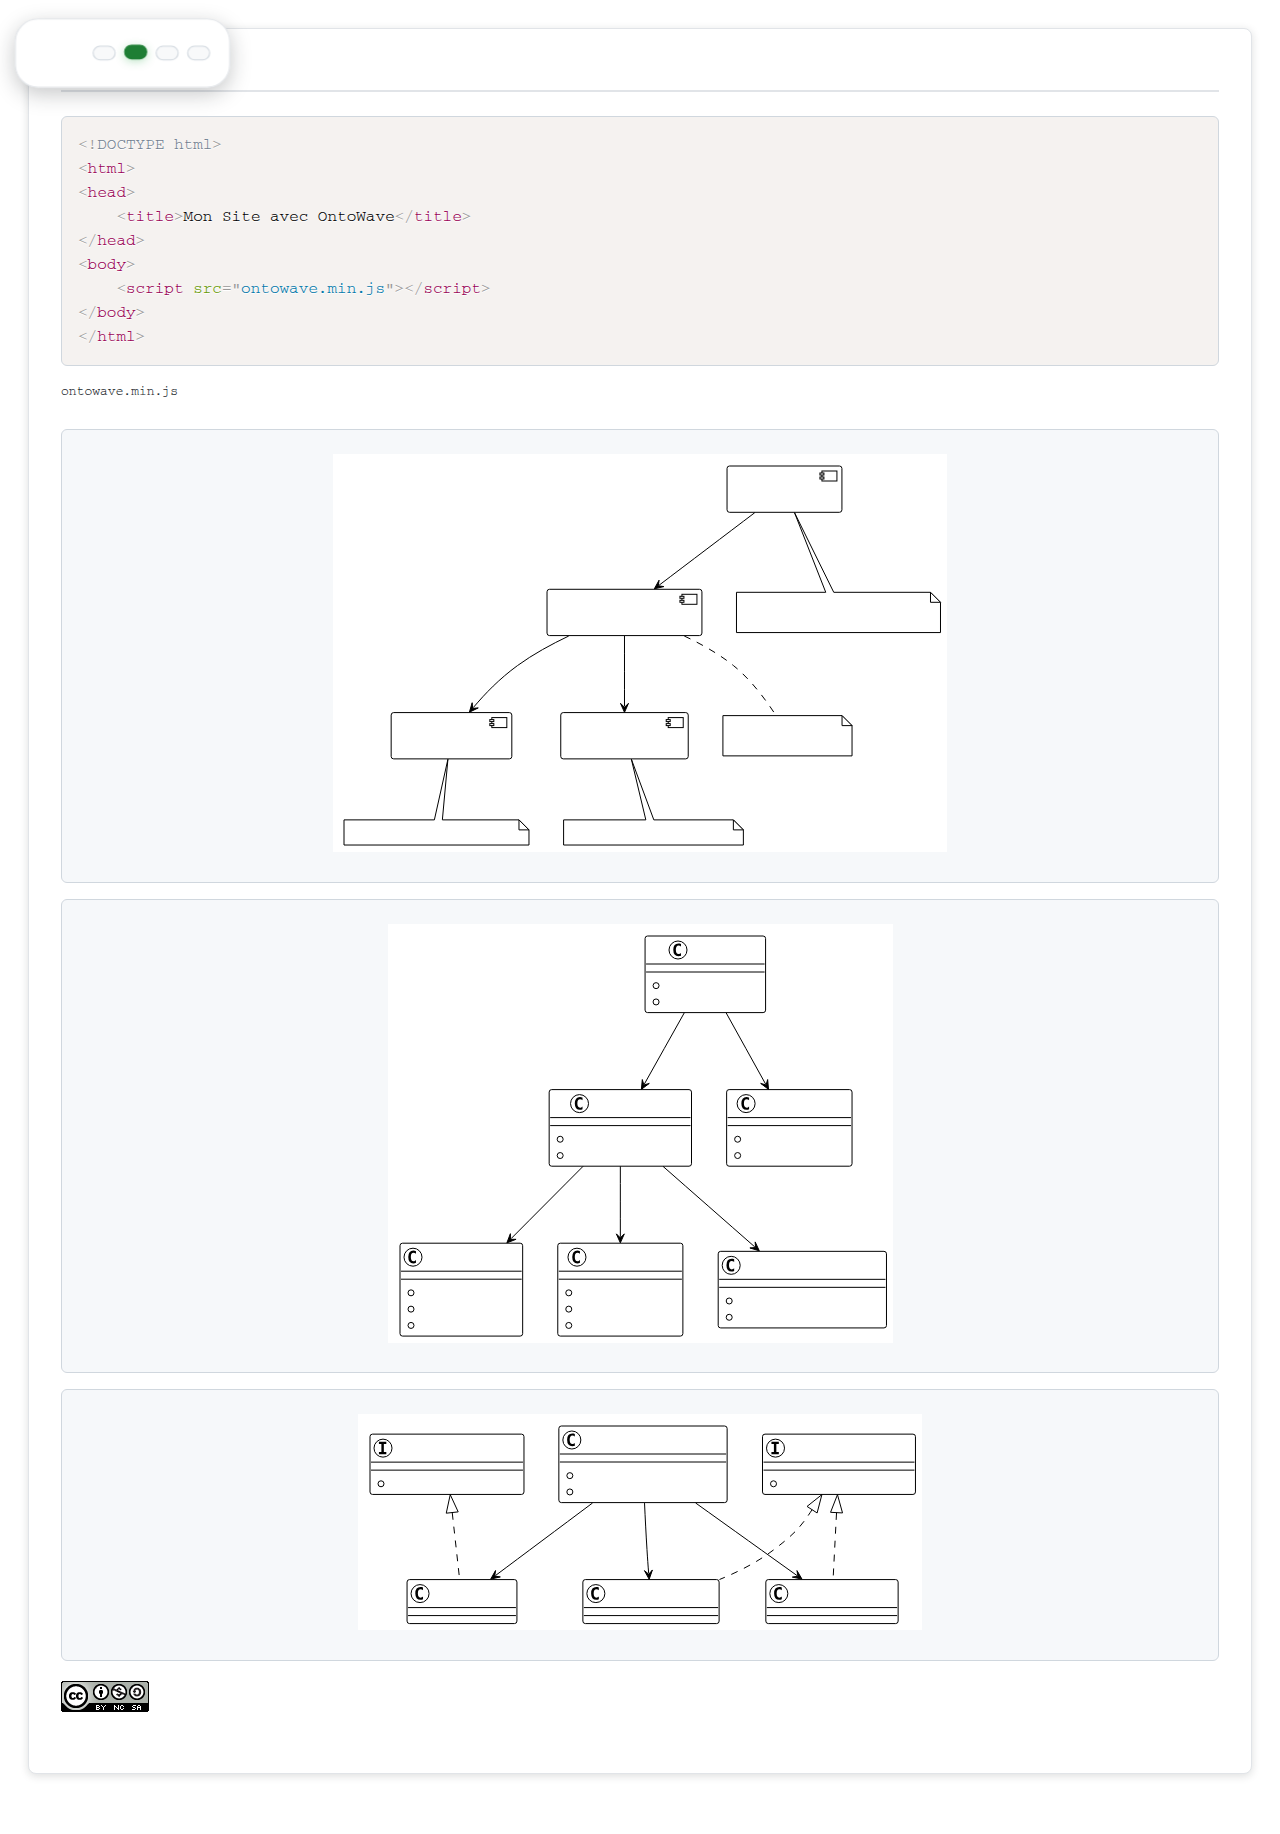 <!DOCTYPE html>
<html>
<head>
    <title>Mon Site avec OntoWave</title>
</head>
<body>
    <script src="ontowave.min.js"></script>
</body>
</html>
ontowave.min.js
C
C
C
C
C
C
I
C
I
C
C
C
cc
BY NC SA